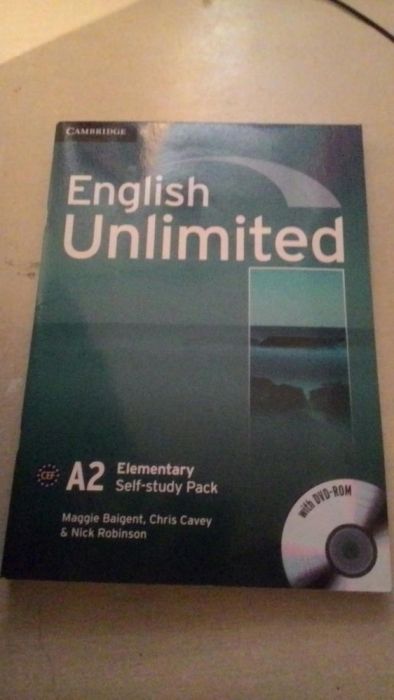 CAMBRIDGE
English
Unlimited
CEF
A2
Elementary
Self-study Pack
with DVD-ROM
Maggie Baigent, Chris Cavey
& Nick Robinson